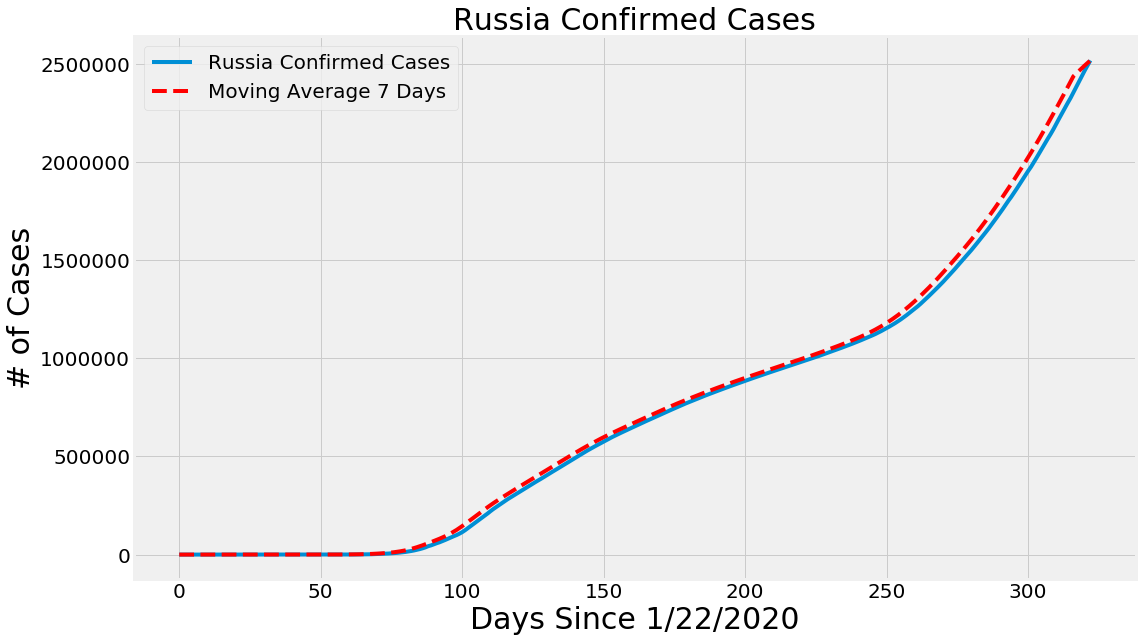 Russia Confirmed Cases
Russia Confirmed Cases
Moving Average 7 Days
# of Cases
2500000
2000000
1500000
1000000
500000
0
0 50 100 150 200 250 300
Days Since 1/22/2020